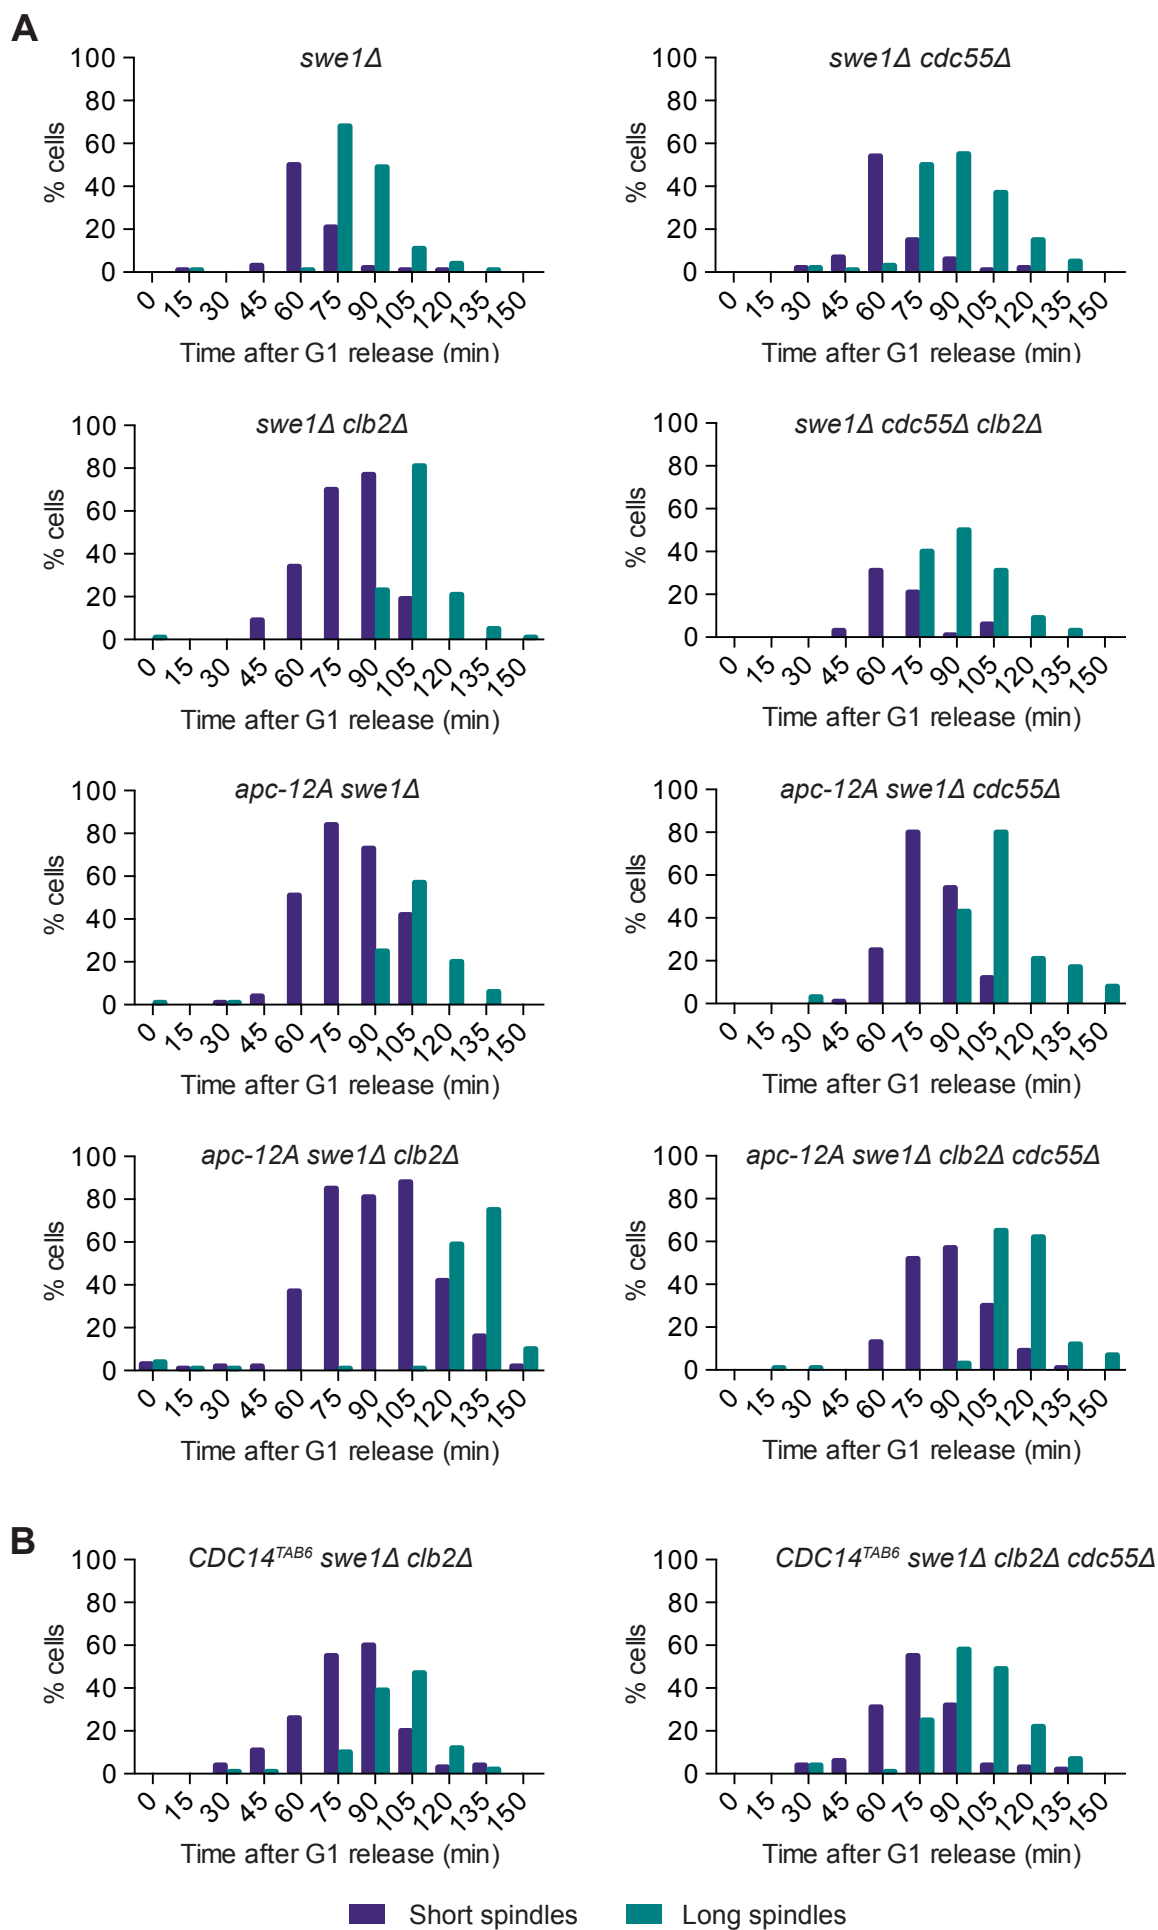 A
swe1Δ
swe1Δ cdc55Δ
100
80
60
40
20
0
% cells
0 15 30 45 60 75 90 105 120 135 150
Time after G1 release (min)
100
80
60
40
20
0
% cells
0 15 30 45 60 75 90 105 120 135 150
Time after G1 release (min)
swe1Δ clb2Δ
swe1Δ cdc55Δ clb2Δ
100
80
60
40
20
0
% cells
0 15 30 45 60 75 90 105 120 135 150
Time after G1 release (min)
100
80
60
40
20
0
% cells
0 15 30 45 60 75 90 105 120 135 150
Time after G1 release (min)
apc-12A swe1Δ
apc-12A swe1Δ cdc55Δ
100
80
60
40
20
0
% cells
0 15 30 45 60 75 90 105 120 135 150
Time after G1 release (min)
100
80
60
40
20
0
% cells
0 15 30 45 60 75 90 105 120 135 150
Time after G1 release (min)
apc-12A swe1Δ clb2Δ
apc-12A swe1Δ clb2Δ cdc55Δ
100
80
60
40
20
0
% cells
0 15 30 45 60 75 90 105 120 135 150
Time after G1 release (min)
100
80
60
40
20
0
% cells
0 15 30 45 60 75 90 105 120 135 150
Time after G1 release (min)
B
CDC14TAB6 swe1Δ clb2Δ
CDC14TAB6 swe1Δ clb2Δ cdc55Δ
100
80
60
40
20
0
% cells
0 15 30 45 60 75 90 105 120 135 150
Time after G1 release (min)
100
80
60
40
20
0
% cells
0 15 30 45 60 75 90 105 120 135 150
Time after G1 release (min)
Short spindles
Long spindles